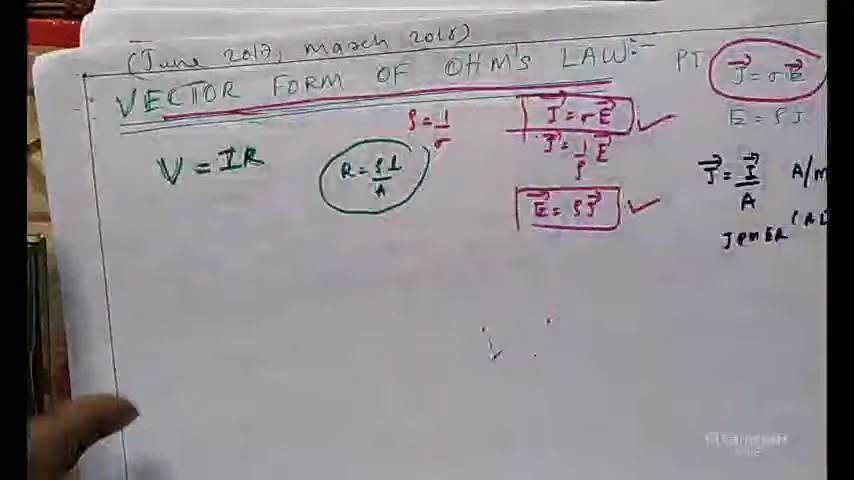 (June 2017, March 2018)
VECTOR FORM OF OHM'S LAW:-
PT J⃗ = σE⃗
E = ρJ
ρ = 1/σ
J⃗ = σE⃗
J⃗ = 1/ρ E⃗
E⃗ = ρJ⃗
V = IR
R = ρl/A
J⃗ = I⃗/A A/m